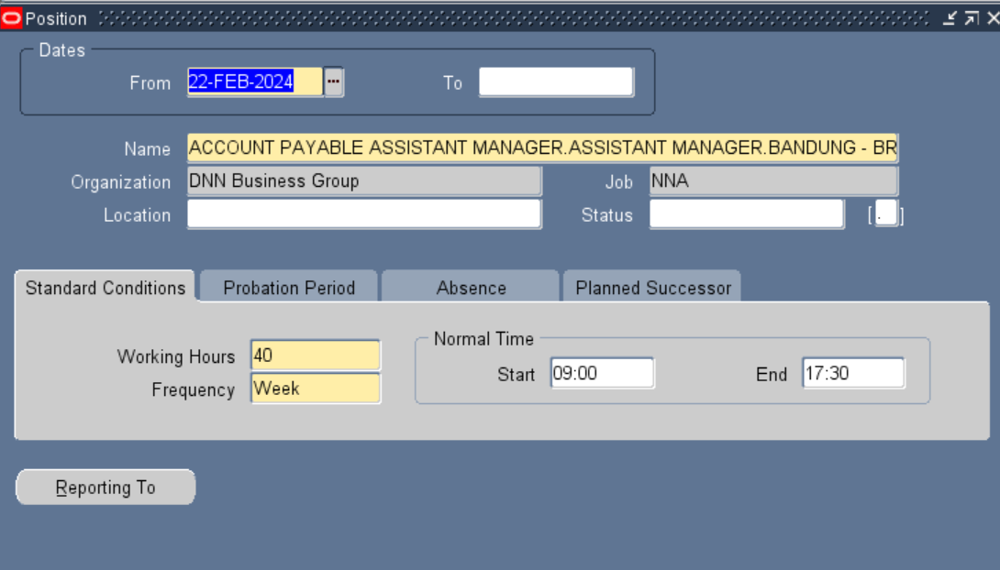 Position
Dates
From 22-FEB-2024 ... To
Name ACCOUNT PAYABLE ASSISTANT MANAGER.ASSISTANT MANAGER.BANDUNG - BR
Organization DNN Business Group Job NNA
Location Status [ . ]
Standard Conditions Probation Period Absence Planned Successor
Normal Time
Working Hours 40
Start 09:00 End 17:30
Frequency Week
Reporting To